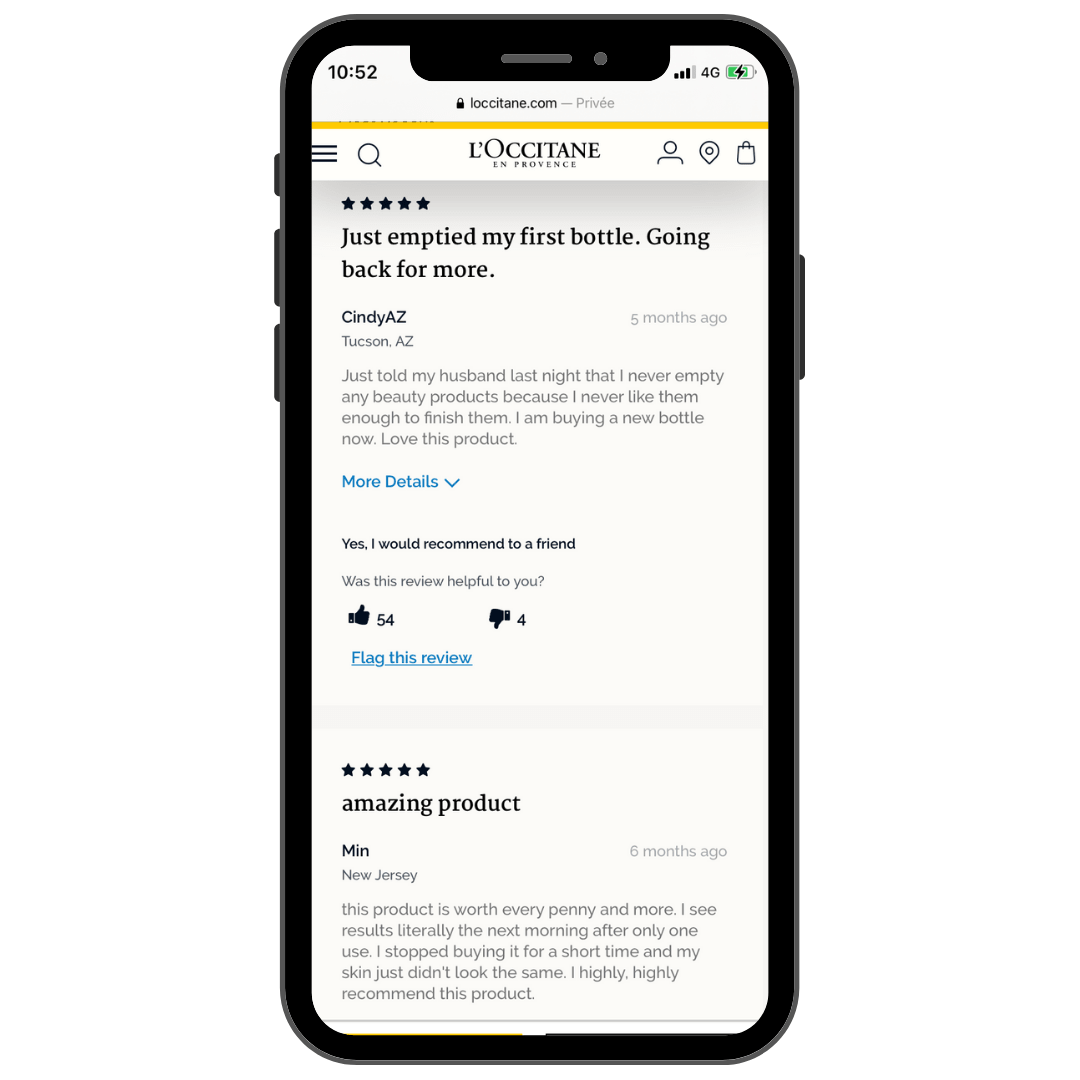 10:52
4G
loccitane.com — Privée
L'OCCITANE
EN PROVENCE
Just emptied my first bottle. Going
back for more.
CindyAZ
5 months ago
Tucson, AZ
Just told my husband last night that I never empty
any beauty products because I never like them
enough to finish them. I am buying a new bottle
now. Love this product.
More Details
Yes, I would recommend to a friend
Was this review helpful to you?
54
4
Flag this review
amazing product
Min
6 months ago
New Jersey
this product is worth every penny and more. I see
results literally the next morning after only one
use. I stopped buying it for a short time and my
skin just didn't look the same. I highly, highly
recommend this product.